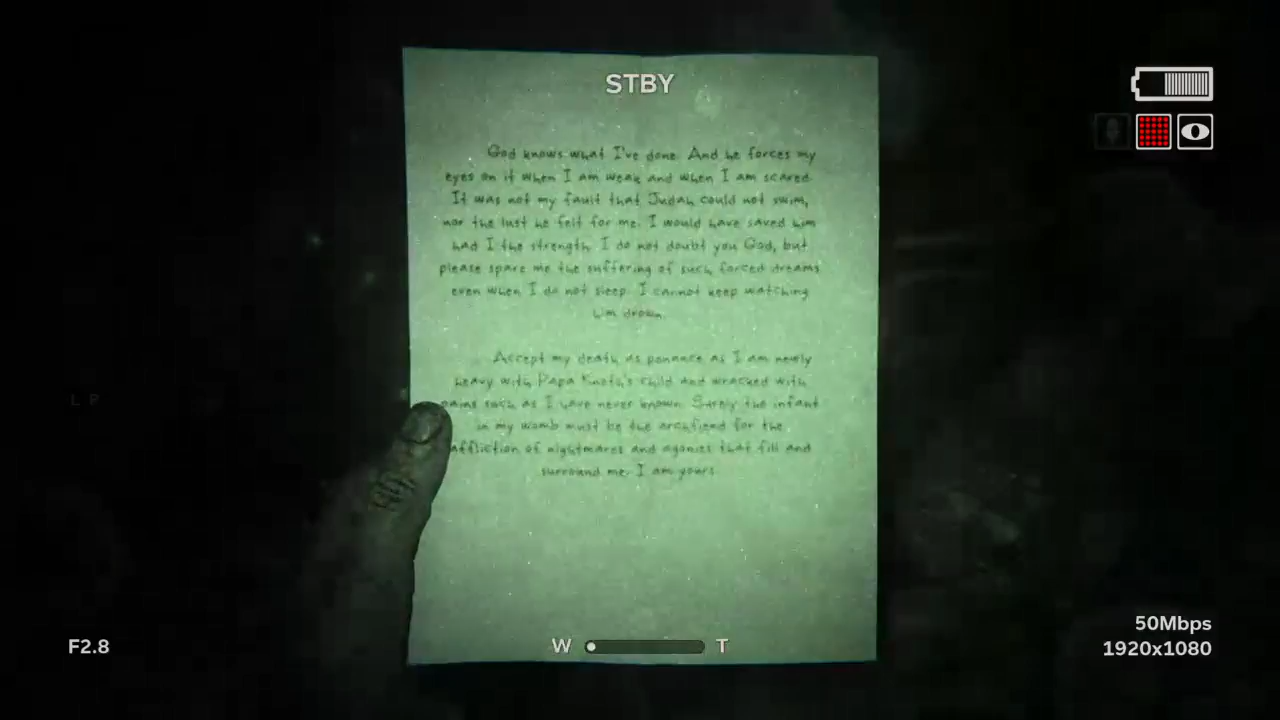 STBY
God knows what I've done. And he forces my
eyes on it when I am weak and when I am scared.
It was not my fault that Judah could not swim,
nor the lust he felt for me. I would have saved him
had I the strength. I do not doubt you God, but
please spare me the suffering of such forced dreams
even when I do not sleep. I cannot keep watching
him drown.
Accept my death as penance as I am newly
heavy with Papa Knoth's child and wracked with
pains such as I have never known. Surely the infant
in my womb must be the archfiend for the
affliction of nightmares and agonies that fill and
surround me. I am yours.
L R
F2.8
W T
50Mbps
1920x1080